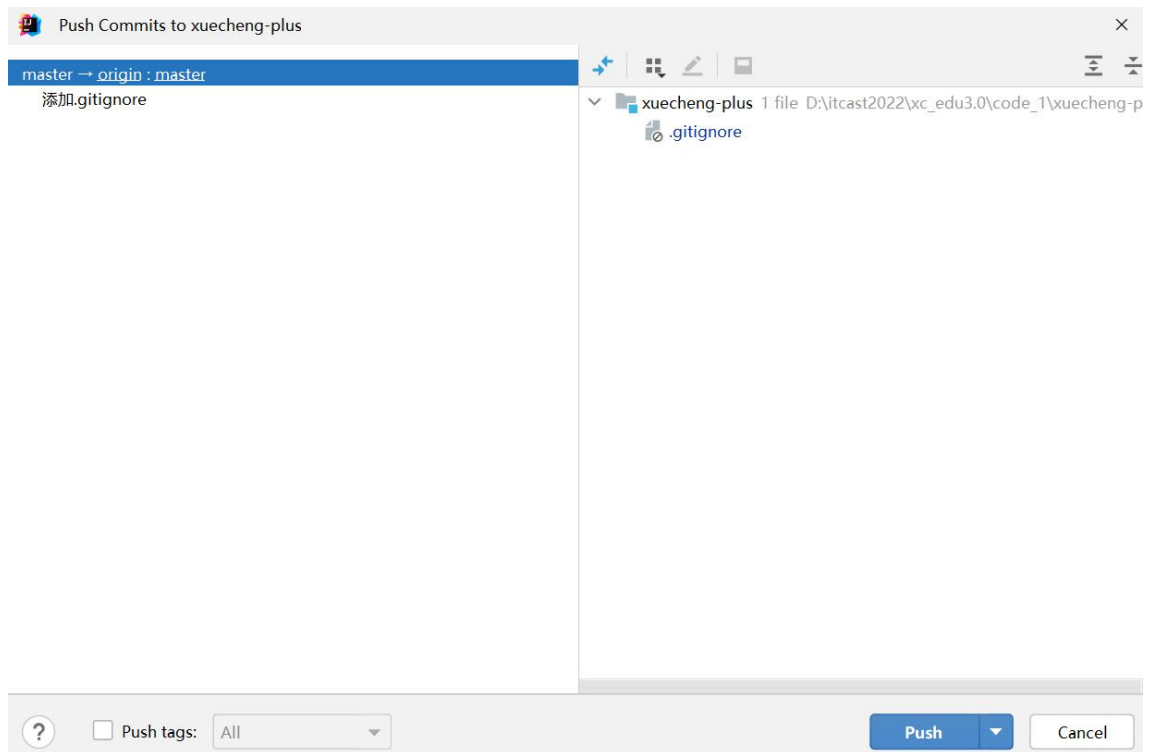 Push Commits to xuecheng-plus
master → origin : master
添加.gitignore
xuecheng-plus 1 file D:\itcast2022\xc_edu3.0\code_1\xuecheng-p
.gitignore
? Push tags: All Push Cancel